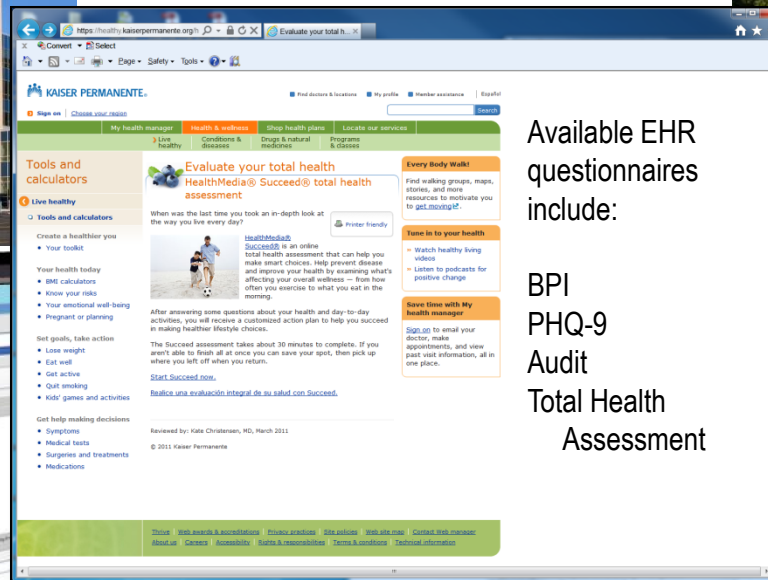 https://healthy.kaiserpermanente.org/h
Evaluate your total h...
x Convert Select
Page Safety Tools
KAISER PERMANENTE®
Find doctors & locations My profile Member assistance Español
Sign on Choose your region
Search
My health manager Health & wellness Shop health plans Locate our services
Live healthy
Conditions & diseases
Drugs & natural medicines
Programs & classes
Tools and
calculators
Live healthy
Tools and calculators
Create a healthier you
Your toolkit
Your health today
BMI calculators
Know your risks
Your emotional well-being
Pregnant or planning
Set goals, take action
Lose weight
Eat well
Get active
Quit smoking
Kids' games and activities
Get help making decisions
Symptoms
Medical tests
Surgeries and treatments
Medications
Evaluate your total health
HealthMedia® Succeed® total health
assessment
When was the last time you took an in-depth look at
the way you live every day?
Printer friendly
HealthMedia®
Succeed® is an online
total health assessment that can help you
make smart choices. Help prevent disease
and improve your health by examining what's
affecting your overall wellness — from how
often you exercise to what you eat in the
morning.
After answering some questions about your health and day-to-day
activities, you will receive a customized action plan to help you succeed
in making healthier lifestyle choices.
The Succeed assessment takes about 30 minutes to complete. If you
aren't able to finish all at once you can save your spot, then pick up
where you left off when you return.
Start Succeed now.
Realice una evaluación integral de su salud con Succeed.
Reviewed by: Kate Christensen, MD, March 2011
© 2011 Kaiser Permanente
Every Body Walk!
Find walking groups, maps,
stories, and more
resources to motivate you
to get moving.
Tune in to your health
Watch healthy living
videos
Listen to podcasts for
positive change
Save time with My
health manager
Sign on to email your
doctor, make
appointments, and view
past visit information, all in
one place.
Thrive Web awards & accreditations Privacy practices Site policies Web site map Contact Web manager
About us Careers Accessibility Rights & responsibilities Terms & conditions Technical information
Available EHR
questionnaires
include:
BPI
PHQ-9
Audit
Total Health
Assessment